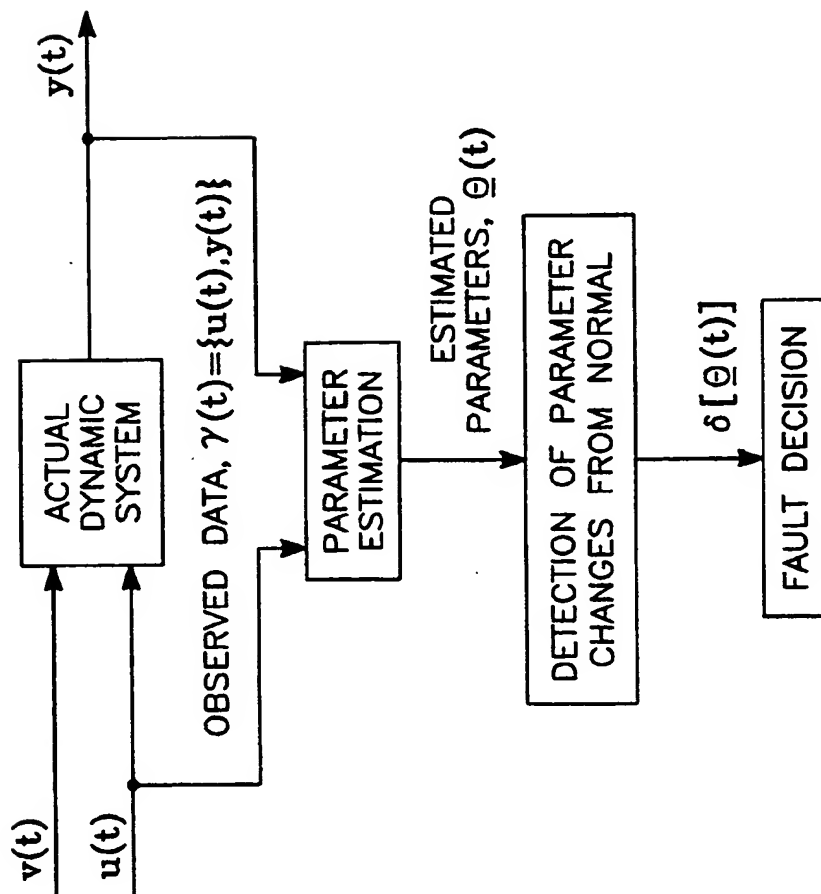 v(t)
u(t)
ACTUAL
DYNAMIC
SYSTEM
y(t)
OBSERVED DATA, γ(t)={u(t),y(t)}
PARAMETER
ESTIMATION
ESTIMATED
PARAMETERS, Θ(t)
DETECTION OF PARAMETER
CHANGES FROM NORMAL
δ[Θ(t)]
FAULT DECISION